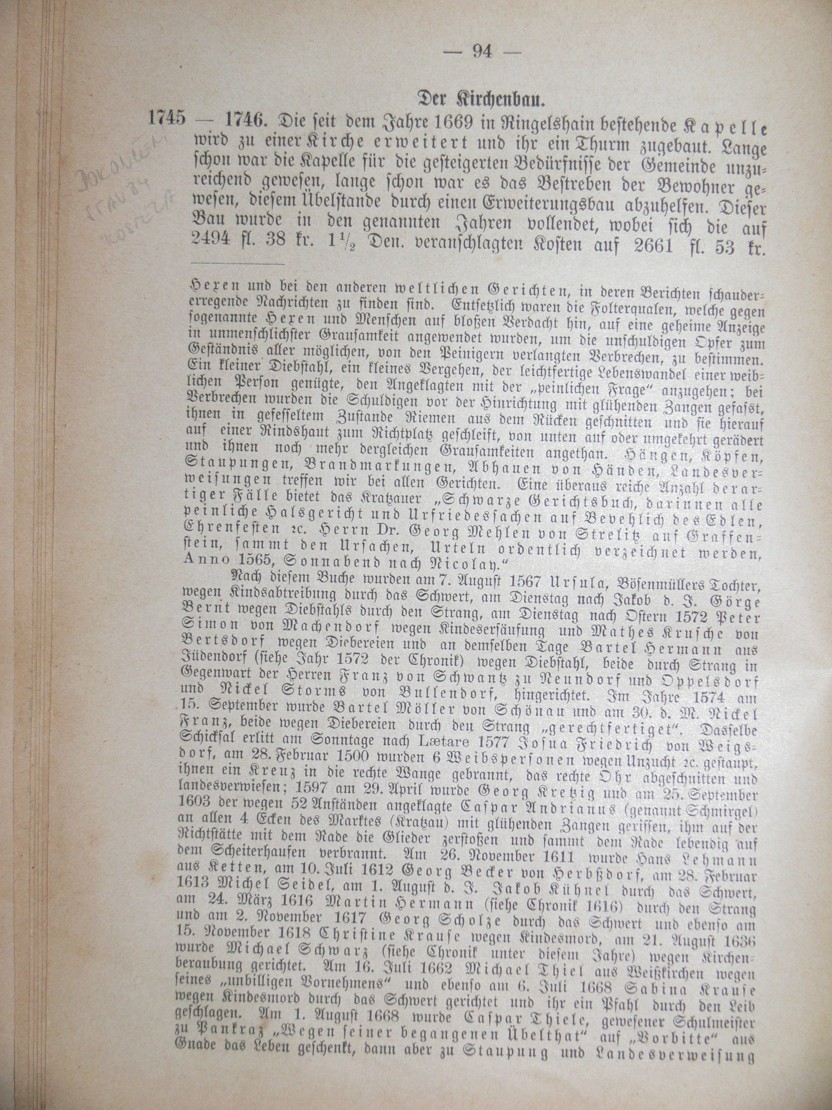 — 94 —
Der Kirchenbau.
1745 — 1746. Die seit dem Jahre 1669 in Ringelshain bestehende Kapelle
wird zu einer Kirche erweitert und ihr ein Thurm zugebaut. Lange
schon war die Kapelle für die gesteigerten Bedürfnisse der Gemeinde unzu-
reichend gewesen, lange schon war es das Bestreben der Bewohner ge-
wesen, diesem Übelstande durch einen Erweiterungsbau abzuhelfen. Dieser
Bau wurde in den genannten Jahren vollendet, wobei sich die auf
2494 fl. 38 kr. 1 1/2 Den. veranschlagten Kosten auf 2661 fl. 53 kr.
Hexen und bei den anderen weltlichen Gerichten, in deren Berichten schauder-
erregende Nachrichten zu finden sind. Entsetzlich waren die Folterqualen, welche gegen
sogenannte Hexen und Menschen auf bloßen Verdacht hin, auf eine geheime Anzeige
in unmenschlichster Grausamkeit angewendet wurden, um die unschuldigen Opfer zum
Geständnis aller möglichen, von den Peinigern verlangten Verbrechen, zu bestimmen.
Ein kleiner Diebstahl, ein kleines Vergehen, der leichtfertige Lebenswandel einer weib-
lichen Person genügte, den Angeklagten mit der „peinlichen Frage“ anzugehen; bei
Verbrechen wurden die Schuldigen vor der Hinrichtung mit glühenden Zangen gefasst,
ihnen in gefesseltem Zustande Riemen aus dem Rücken geschnitten und sie hierauf
auf einer Rindshaut zum Richtplatz geschleift, von unten auf oder umgekehrt gerädert
und ihnen noch mehr dergleichen Grausamkeiten angethan. Hängen, Köpfen,
Staupungen, Brandmarkungen, Abhauen von Händen, Landesver-
weisungen treffen wir bei allen Gerichten. Eine überaus reiche Anzahl derar-
tiger Fälle bietet das Kratzauer „Schwarze Gerichtsbuch, darinnen alle
peinliche Halsgericht und Urfriedessachen auf Bevehlich des Edlen,
Ehrenfesten ꝛc. Herrn Dr. Georg Mehlen von Strelitz auf Graffen-
stein, sammt den Ursachen, Urteln ordentlich verzeichnet werden,
Anno 1565, Sonnabend nach Nicolay.“
Nach diesem Buche wurden am 7. August 1567 Ursula, Bösenmüllers Tochter,
wegen Kindsabtreibung durch das Schwert, am Dienstag nach Jakob d. J. Görge
Bernt wegen Diebstahls durch den Strang, am Dienstag nach Ostern 1572 Peter
Simon von Machendorf wegen Kindesersäufung und Mathes Krusche von
Bertsdorf wegen Diebereien und an demselben Tage Bartel Hermann aus
Jüdendorf (siehe Jahr 1572 der Chronik) wegen Diebstahl, beide durch Strang in
Gegenwart der Herren Franz von Schwantz zu Neundorf und Oppelsdorf
und Nickel Storms von Bullendorf, hingerichtet. Im Jahre 1574 am
15. September wurde Bartel Möller von Schönau und am 30. d. M. Nickel
Franz, beide wegen Diebereien durch den Strang „gerechtfertiget“. Dasselbe
Schicksal erlitt am Sonntage nach Lætare 1577 Josua Friedrich von Weigs-
dorf, am 28. Februar 1500 wurden 6 Weibspersonen wegen Unzucht ꝛc. gestaupt,
ihnen ein Kreuz in die rechte Wange gebrannt, das rechte Ohr abgeschnitten und
landesverwiesen; 1597 am 29. April wurde Georg Kretzig und am 25. September
1603 der wegen 52 Anständen angeklagte Caspar Andrianus (genannt Schmirgel)
an allen 4 Ecken des Marktes (Kratzau) mit glühenden Zangen gerissen, ihm auf der
Richtstätte mit dem Rade die Glieder zerstoßen und sammt dem Rade lebendig auf
dem Scheiterhaufen verbrannt. Am 26. November 1611 wurde Hans Lehmann
aus Ketten, am 10. Juli 1612 Georg Becker von Herbßdorf, am 28. Februar
1613 Michel Seidel, am 1. August d. J. Jakob Kühnel durch das Schwert,
am 24. März 1616 Martin Hermann (siehe Chronik 1616) durch den Strang
und am 2. November 1617 Georg Scholze durch das Schwert und ebenso am
15. November 1618 Christine Krause wegen Kindesmord, am 21. August 1636
wurde Michael Schwarz (siehe Chronik unter diesem Jahre) wegen Kirchen-
beraubung gerichtet. Am 16. Juli 1662 Michael Thiel aus Weißkirchen wegen
seines „unbilligen Vornehmens“ und ebenso am 6. Juli 1668 Sabina Krause
wegen Kindesmord durch das Schwert gerichtet und ihr ein Pfahl durch den Leib
geschlagen. Am 1. August 1668 wurde Caspar Thiele, gewesener Schulmeister
zu Pankraz „Wegen seiner begangenen Übelthat“ auf „Vorbitte“ aus
Gnade das Leben geschenkt, dann aber zu Staupung und Landesverweisung